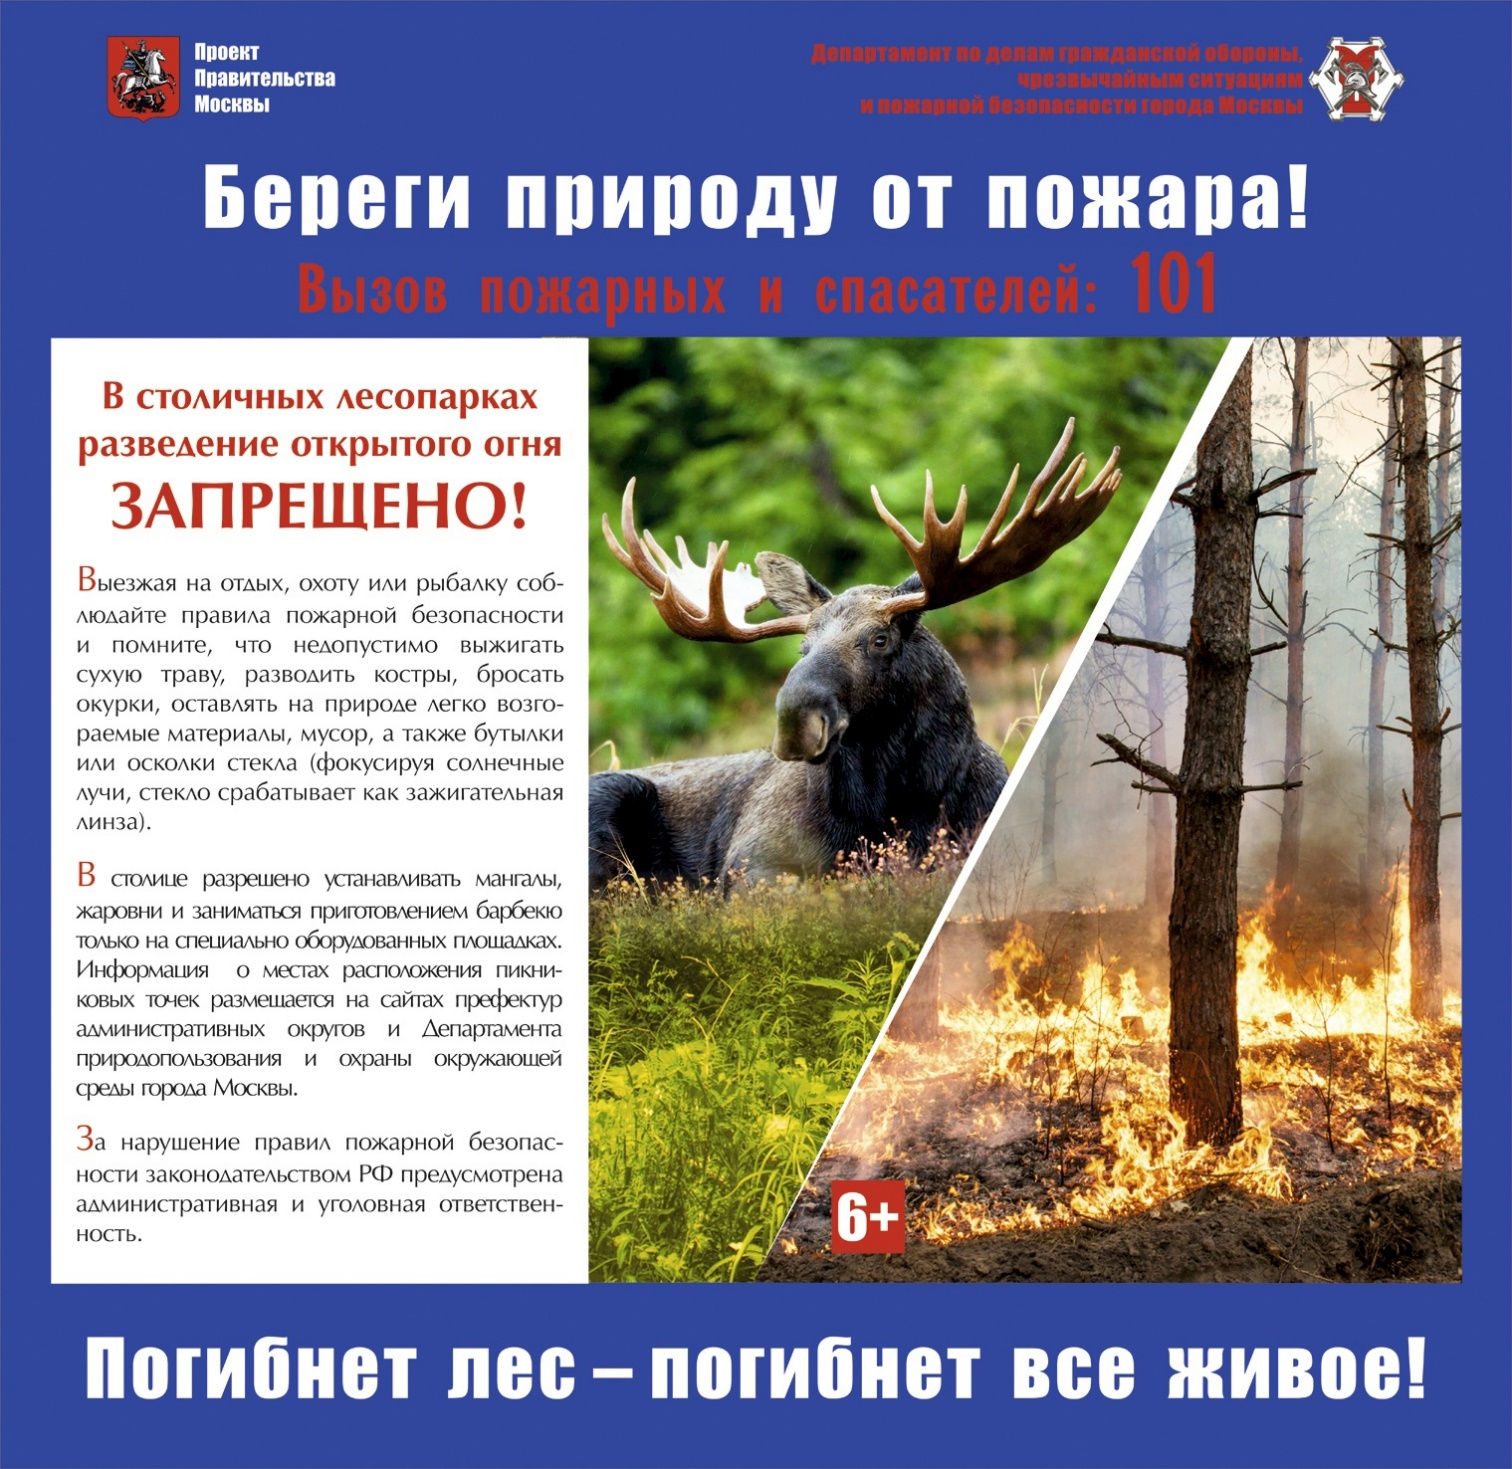 Проект
Правительства
Москвы
Департамент по делам гражданской обороны,
чрезвычайным ситуациям
и пожарной безопасности города Москвы
Береги природу от пожара!
Вызов пожарных и спасателей: 101
В столичных лесопарках
разведение открытого огня
ЗАПРЕЩЕНО!
Выезжая на отдых, охоту или рыбалку соб-
людайте правила пожарной безопасности
и помните, что недопустимо выжигать
сухую траву, разводить костры, бросать
окурки, оставлять на природе легко возго-
раемые материалы, мусор, а также бутылки
или осколки стекла (фокусируя солнечные
лучи, стекло срабатывает как зажигательная
линза).
В столице разрешено устанавливать мангалы,
жаровни и заниматься приготовлением барбекю
только на специально оборудованных площадках.
Информация о местах расположения пикни-
ковых точек размещается на сайтах префектур
административных округов и Департамента
природопользования и охраны окружающей
среды города Москвы.
За нарушение правил пожарной безопас-
ности законодательством РФ предусмотрена
административная и уголовная ответствен-
ность.
6+
Погибнет лес – погибнет все живое!